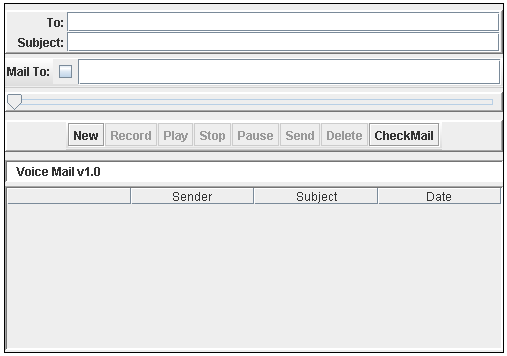 To:
Subject:
Mail To:
New Record Play Stop Pause Send Delete CheckMail
Voice Mail v1.0
Sender Subject Date